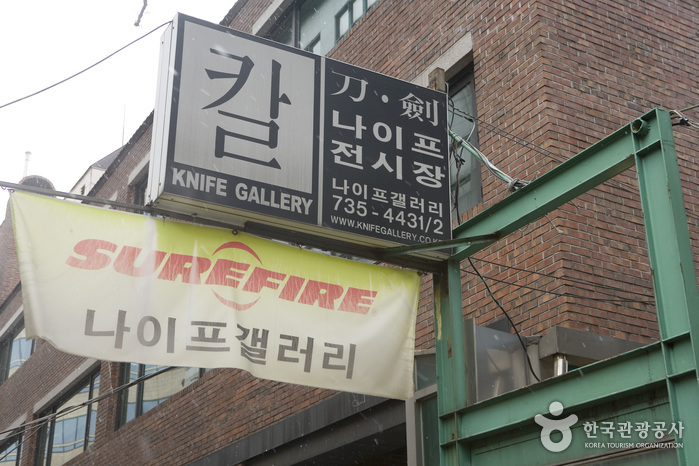 칼
KNIFE GALLERY
刀·劍
나이프
전시장
나이프갤러리
735-4431/2
WWW.KNIFEGALLERY.CO.KR
SUREFIRE
나이프갤러리
한국관광공사
KOREA TOURISM ORGANIZATION